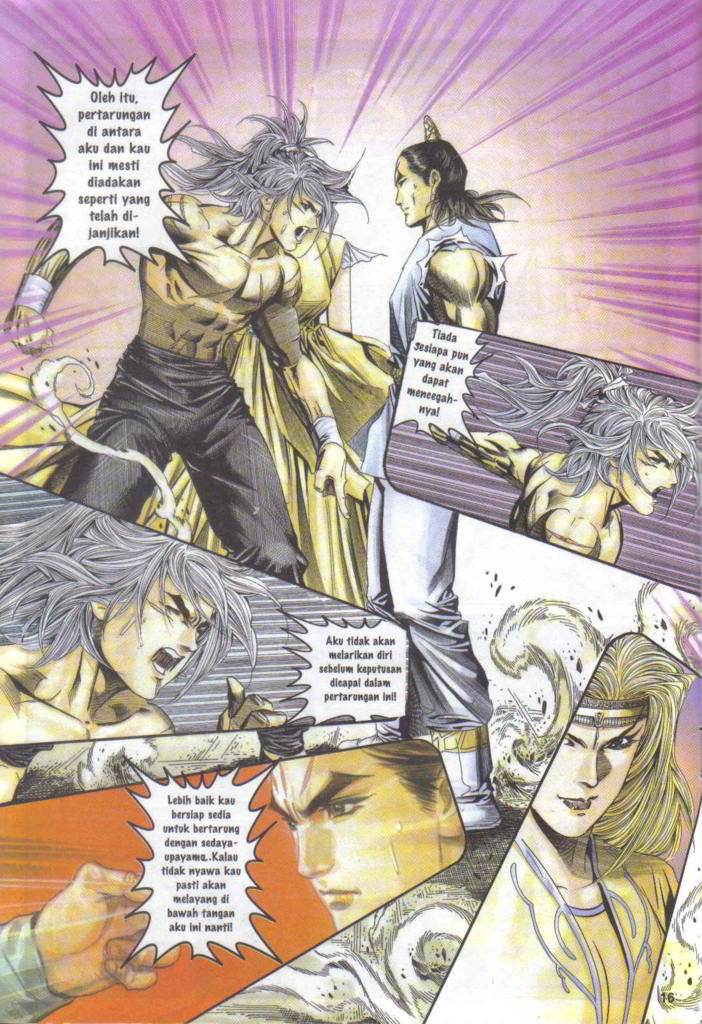 Oleh itu,
pertarungan
di antara
aku dan kau
ini mesti
diadakan
seperti yang
telah di-
janjikan!
Tiada
sesiapa pun
yang akan
dapat
mencegah-
nya!
Aku tidak akan
melarikan diri
sebelum keputusan
dicapai dalam
pertarungan ini!
Lebih baik kau
bersiap sedia
untuk bertarung
dengan sedaya-
upayama..Kalau
tidak nyawa kau
pasti akan
melayang di
bawah tangan
aku ini nanti!
16